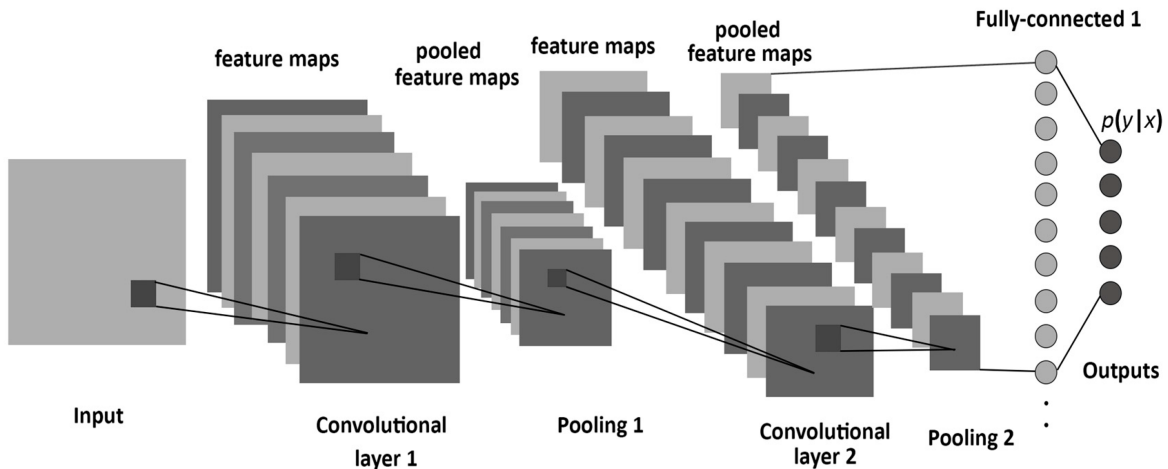 Fully-connected 1
feature maps
pooled
feature maps
feature maps
pooled
feature maps
p(y|x)
Outputs
Input
Convolutional
layer 1
Pooling 1
Convolutional
layer 2
Pooling 2